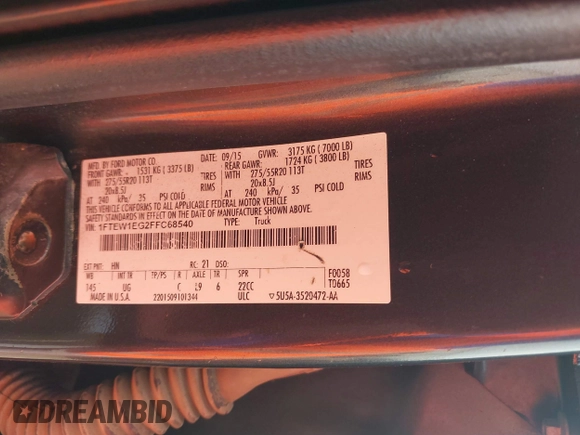 MFD. BY FORD MOTOR CO.
DATE: 09/15 GVWR: 3175 KG ( 7000 LB)
FRONT GAWR: 1531 KG ( 3375 LB) REAR GAWR: 1724 KG ( 3800 LB)
WITH 275/55R20 113T TIRES WITH 275/55R20 113T TIRES
20x8.5J RIMS 20x8.5J RIMS
AT 240 kPa/ 35 PSI COLD AT 240 kPa/ 35 PSI COLD
THIS VEHICLE CONFORMS TO ALL APPLICABLE FEDERAL MOTOR VEHICLE
SAFETY STANDARDS IN EFFECT ON THE DATE OF MANUFACTURE SHOWN ABOVE.
VIN: 1FTEW1EG2FFC68540 TYPE: Truck
EXT PNT: HN RC: 21 DSO: F0058
WB INT TR TP/PS R AXLE TR SPR T0665
145 UG C L9 6 22CC
MADE IN U.S.A. 2201509101344 ULC ▽5U5A-3520472-AA
DREAMBID